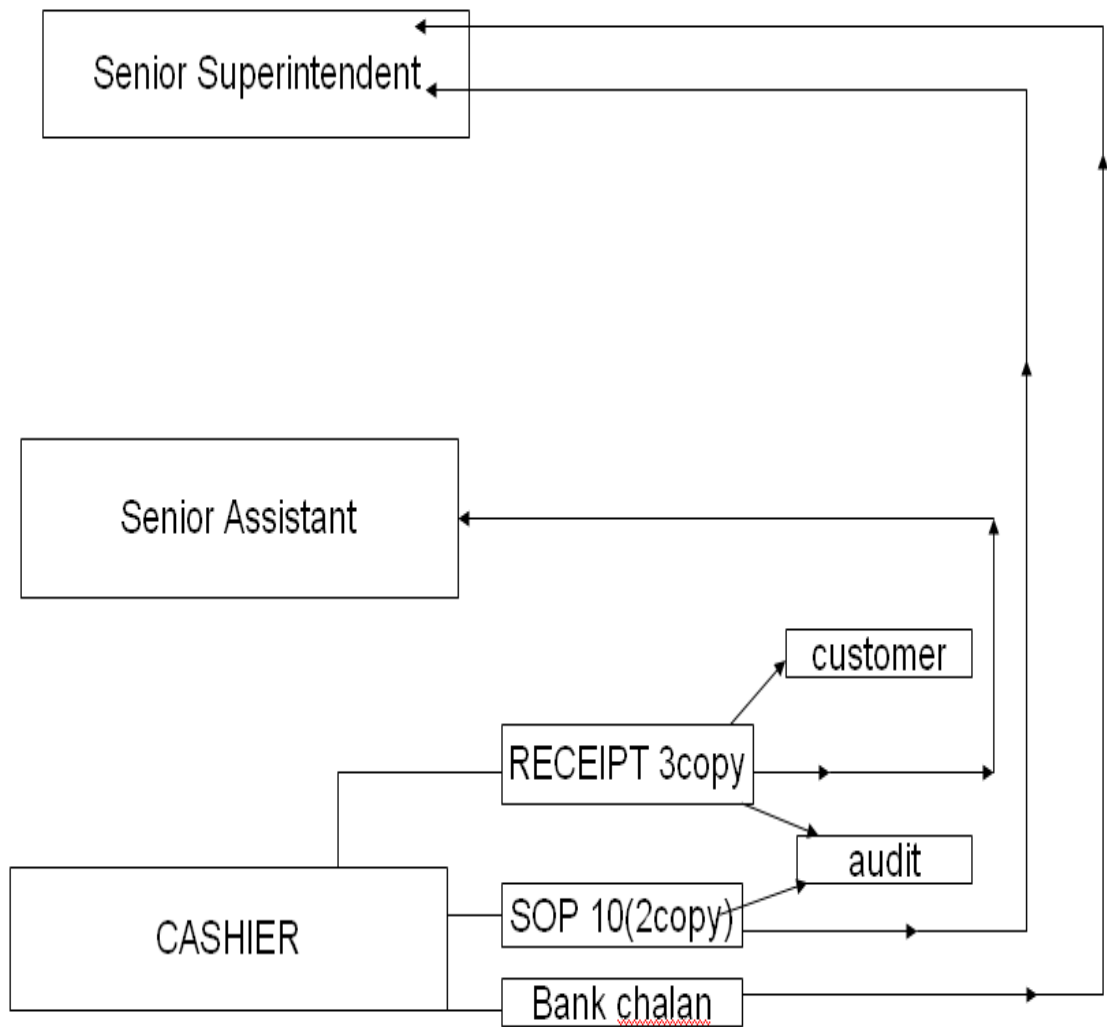 Senior Superintendent
Senior Assistant
customer
RECEIPT 3copy
audit
SOP 10(2copy)
CASHIER
Bank chalan